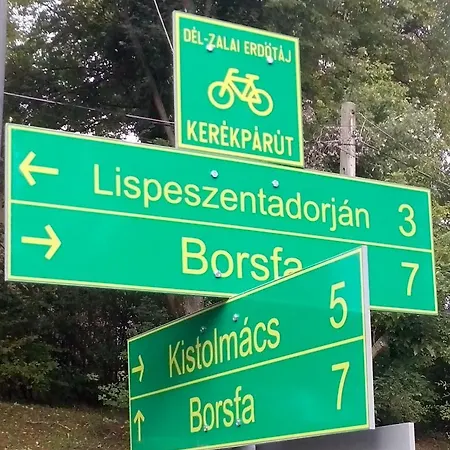 DÉL-ZALAI ERDŐTÁJ
KERÉKPÁRÚT
← Lispeszentadorján 3
→ Borsfa 7
→ Kistolmács 5
↑ Borsfa 7